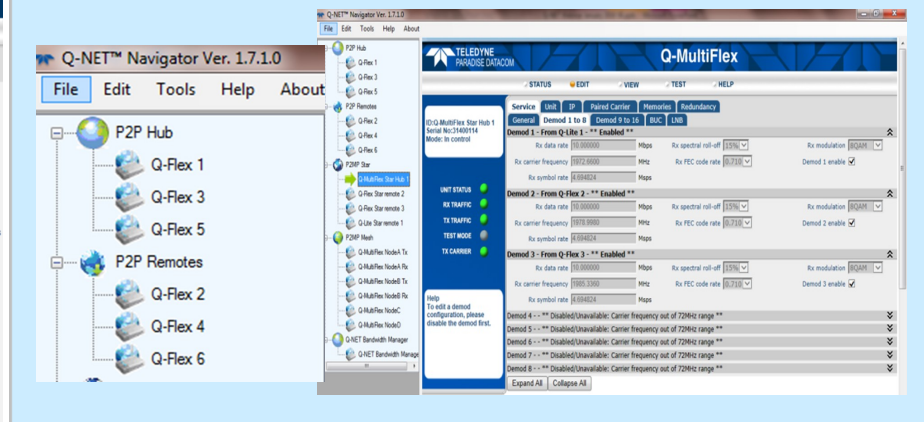 Q-NET™ Navigator Ver. 1.7.1.0
File Edit Tools Help About
P2P Hub
Q-Flex 1
Q-Flex 3
Q-Flex 5
P2P Remotes
Q-Flex 2
Q-Flex 4
Q-Flex 6
Q-NET™ Navigator Ver. 1.7.1.0
File Edit Tools Help About
P2P Hub
Q-Flex 1
Q-Flex 3
Q-Flex 5
P2P Remotes
Q-Flex 2
Q-Flex 4
Q-Flex 6
P2MP Star
Q-MultiFlex Star Hub 1
Q-Flex Star remote 2
Q-Flex Star remote 3
Q-Lite Star remote 1
P2MP Mesh
Q-MultiFlex NodeA Tx
Q-MultiFlex NodeA Rx
Q-MultiFlex NodeB Tx
Q-MultiFlex NodeB Rx
Q-MultiFlex NodeC
Q-MultiFlex NodeD
Q-NET Bandwidth Manager
Q-NET Bandwidth Manage
TELEDYNE
PARADISE DATACOM
Q-MultiFlex
STATUS EDIT VIEW TEST HELP
ID:Q-MultiFlex Star Hub 1
Serial No:31400114
Mode: In control
UNIT STATUS
RX TRAFFIC
TX TRAFFIC
TEST MODE
TX CARRIER
Help
To edit a demod
configuration, please
disable the demod first.
Service Unit IP Paired Carrier Memories Redundancy
General Demod 1 to 8 Demod 9 to 16 BUC LNB
Demod 1 - From Q-Lite 1 - ** Enabled **
Rx data rate 10.000000 Mbps Rx spectral roll-off 15% Rx modulation 8QAM
Rx carrier frequency 1972.6600 MHz Rx FEC code rate 0.710 Demod 1 enable
Rx symbol rate 4.694824 Msps
Demod 2 - From Q-Flex 2 - ** Enabled **
Rx data rate 10.000000 Mbps Rx spectral roll-off 15% Rx modulation 8QAM
Rx carrier frequency 1978.9980 MHz Rx FEC code rate 0.710 Demod 2 enable
Rx symbol rate 4.694824 Msps
Demod 3 - From Q-Flex 3 - ** Enabled **
Rx data rate 10.000000 Mbps Rx spectral roll-off 15% Rx modulation 8QAM
Rx carrier frequency 1985.3360 MHz Rx FEC code rate 0.710 Demod 3 enable
Rx symbol rate 4.694824 Msps
Demod 4 - - ** Disabled/Unavailable: Carrier frequency out of 72MHz range **
Demod 5 - - ** Disabled/Unavailable: Carrier frequency out of 72MHz range **
Demod 6 - - ** Disabled/Unavailable: Carrier frequency out of 72MHz range **
Demod 7 - - ** Disabled/Unavailable: Carrier frequency out of 72MHz range **
Demod 8 - - ** Disabled/Unavailable: Carrier frequency out of 72MHz range **
Expand All Collapse All